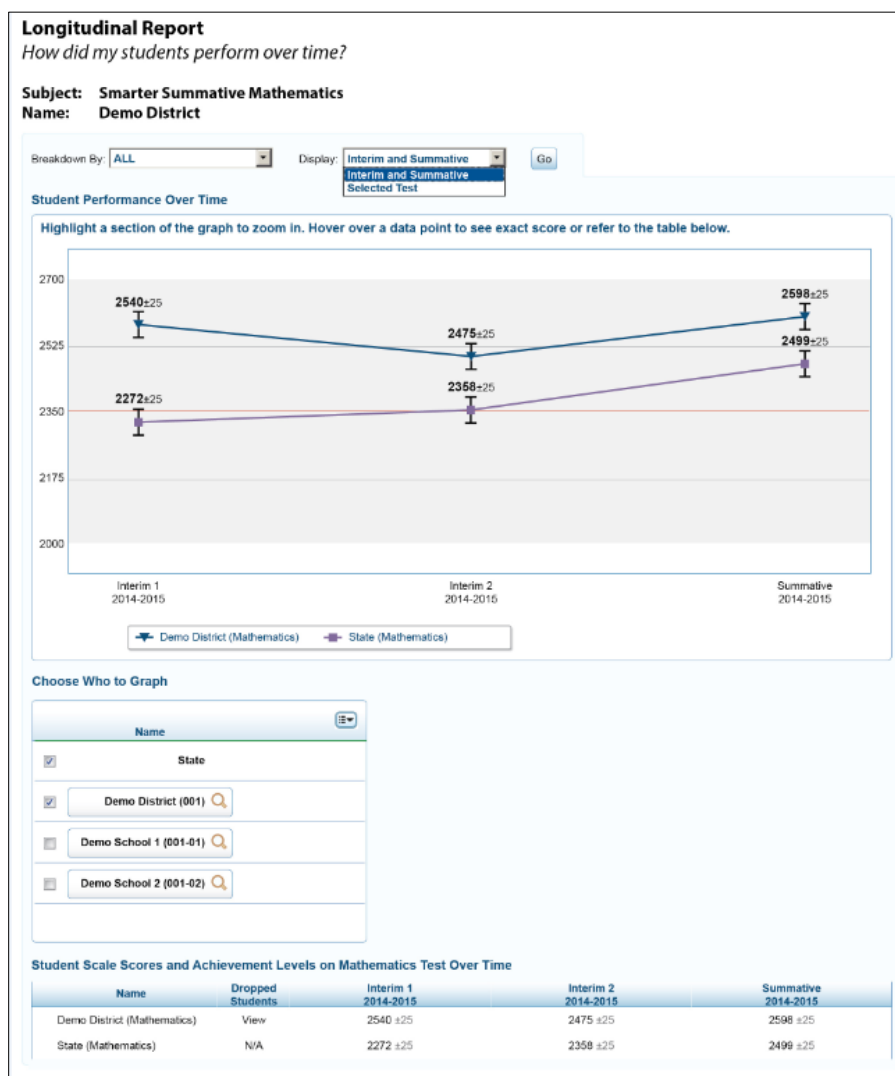 Longitudinal Report
How did my students perform over time?
Subject: Smarter Summative Mathematics
Name: Demo District
Breakdown By: ALL Display: Interim and Summative Go
Interim and Summative
Selected Test
Student Performance Over Time
Highlight a section of the graph to zoom in. Hover over a data point to see exact score or refer to the table below.
2700
2598±25
2540±25
2475±25
2499±25
2525
2272±25
2358±25
2350
2175
2000
Interim 1 Interim 2 Summative
2014-2015 2014-2015 2014-2015
Demo District (Mathematics) State (Mathematics)
Choose Who to Graph
Name
State
Demo District (001)
Demo School 1 (001-01)
Demo School 2 (001-02)
Student Scale Scores and Achievement Levels on Mathematics Test Over Time
Name Dropped Students Interim 1 2014-2015 Interim 2 2014-2015 Summative 2014-2015
Demo District (Mathematics) View 2540 ±25 2475 ±25 2598 ±25
State (Mathematics) N/A 2272 ±25 2358 ±25 2499 ±25